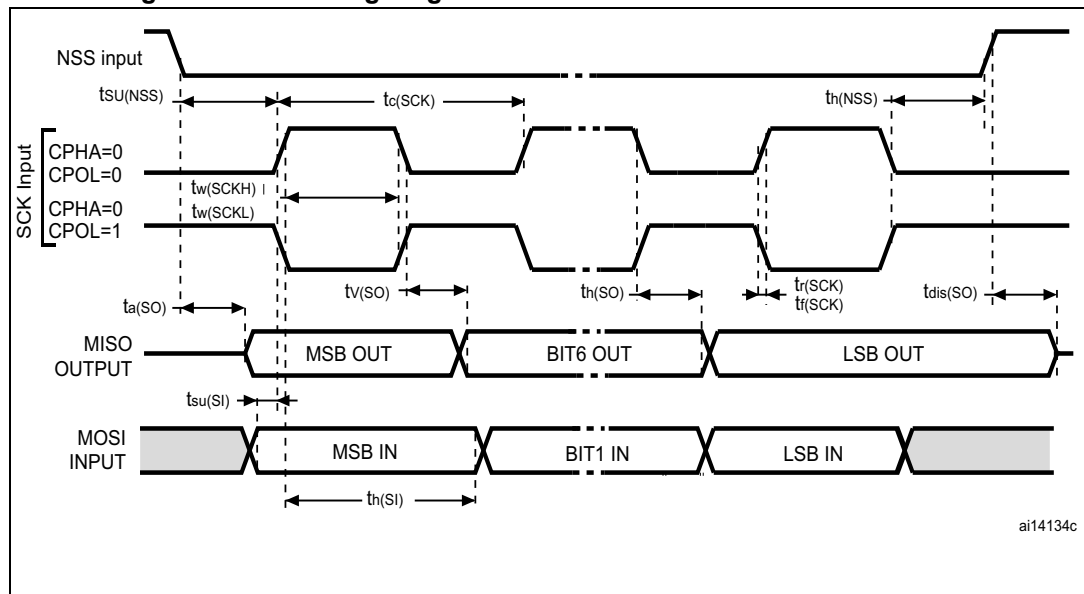 NSS input
tSU(NSS)
tc(SCK)
th(NSS)
SCK Input
CPHA=0
CPOL=0
tw(SCKH)
CPHA=0
tw(SCKL)
CPOL=1
ta(SO)
tV(SO)
th(SO)
tr(SCK)
tf(SCK)
tdis(SO)
MISO
OUTPUT
MSB OUT
BIT6 OUT
LSB OUT
tsu(SI)
MOSI
INPUT
MSB IN
BIT1 IN
LSB IN
th(SI)
ai14134c